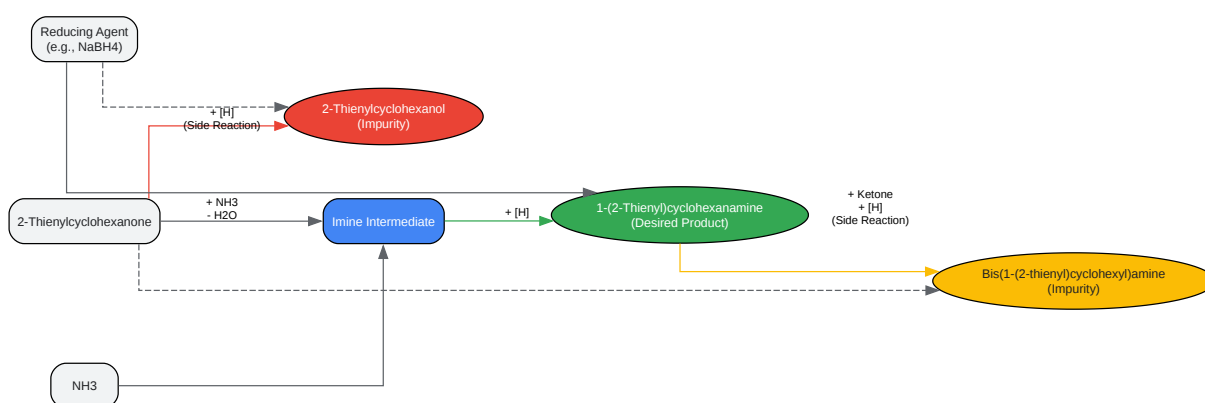 Reducing Agent
(e.g., NaBH4)
2-Thienylcyclohexanol
(Impurity)
+ [H]
(Side Reaction)
2-Thienylcyclohexanone
+ NH3
- H2O
Imine Intermediate
+ [H]
1-(2-Thienyl)cyclohexanamine
(Desired Product)
+ Ketone
+ [H]
(Side Reaction)
Bis(1-(2-thienyl)cyclohexyl)amine
(Impurity)
NH3